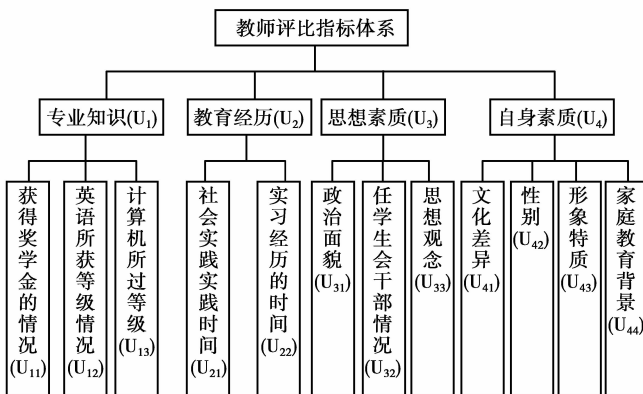 教师评比指标体系
专业知识(U₁)
教育经历(U₂)
思想素质(U₃)
自身素质(U₄)
获得奖学金的情况(U₁₁)
英语所获等级情况(U₁₂)
计算机所过等级(U₁₃)
社会实践实践时间(U₂₁)
实习经历的时间(U₂₂)
政治面貌(U₃₁)
任学生会干部情况(U₃₂)
思想观念(U₃₃)
文化差异(U₄₁)
性别(U₄₂)
形象特质(U₄₃)
家庭教育背景(U₄₄)